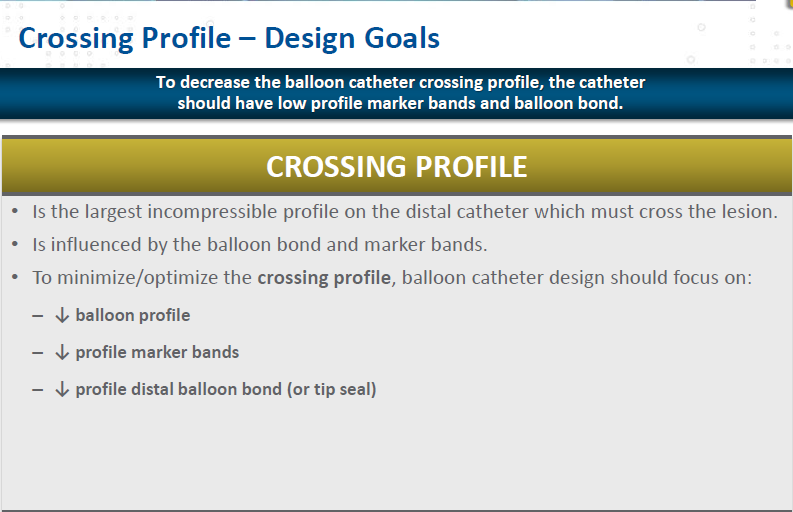 Crossing Profile – Design Goals
To decrease the balloon catheter crossing profile, the catheter
should have low profile marker bands and balloon bond.
CROSSING PROFILE
• Is the largest incompressible profile on the distal catheter which must cross the lesion.
• Is influenced by the balloon bond and marker bands.
• To minimize/optimize the crossing profile, balloon catheter design should focus on:
– ↓ balloon profile
– ↓ profile marker bands
– ↓ profile distal balloon bond (or tip seal)